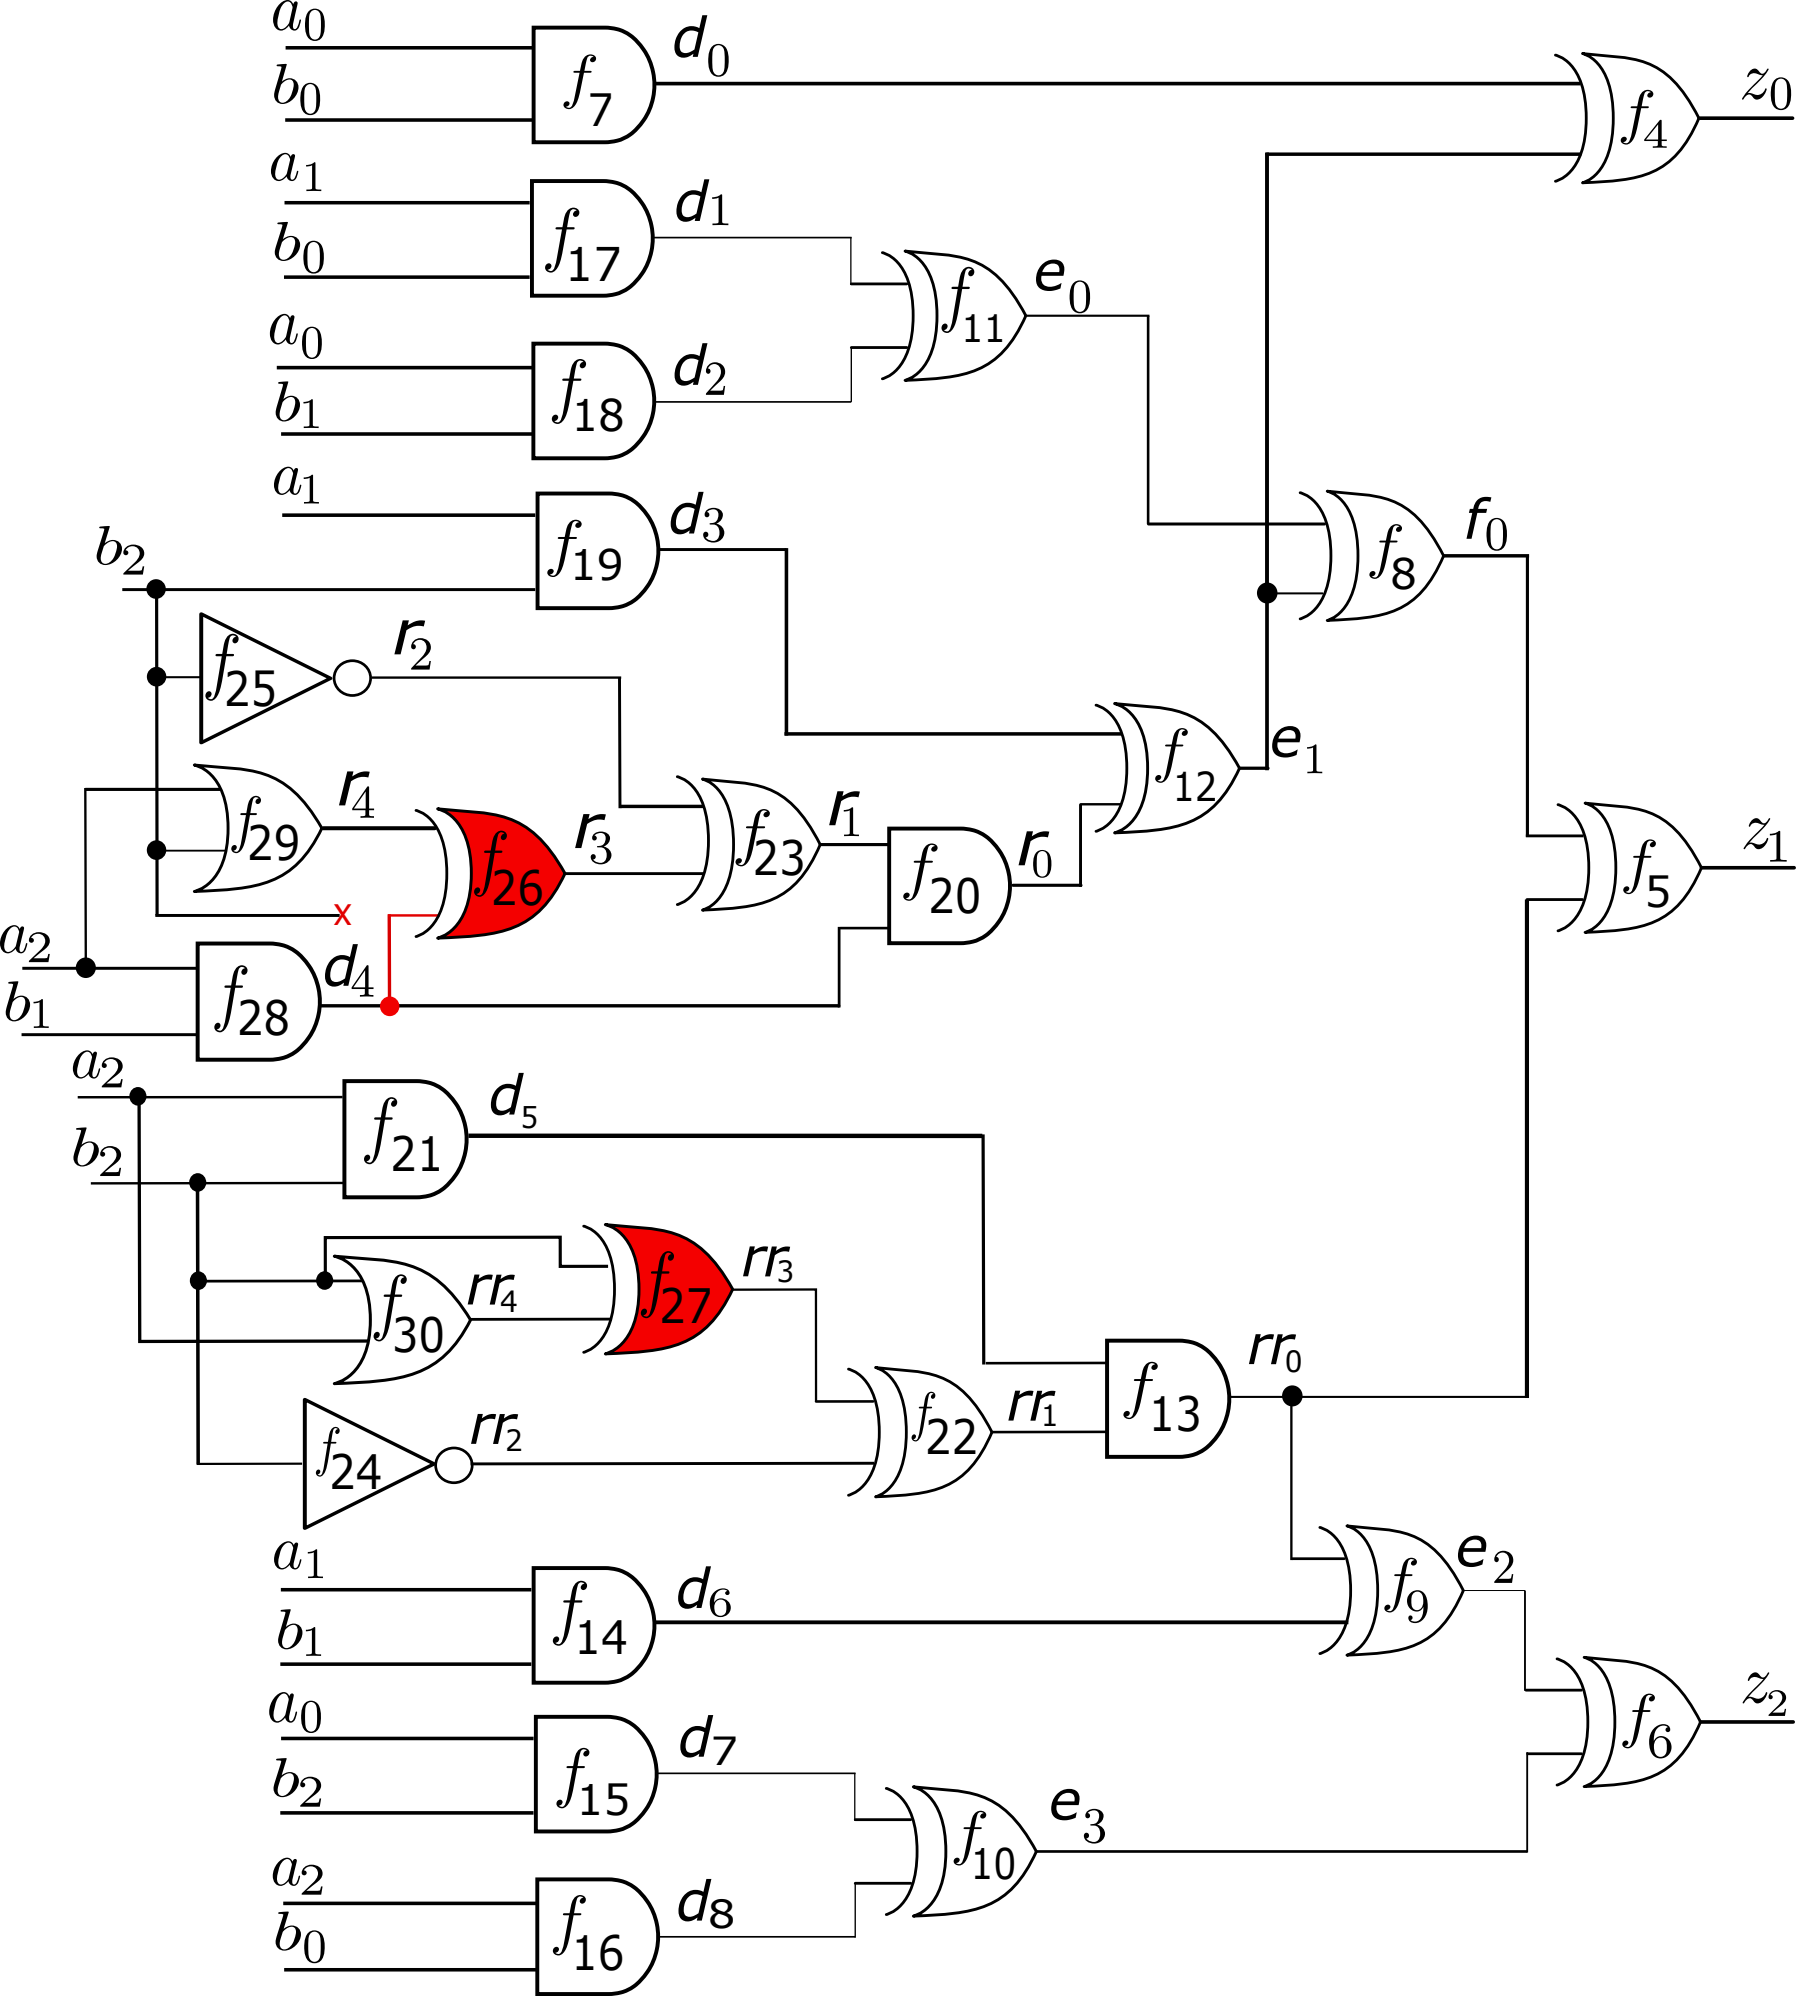 a0
b0
f7
d0
f4
z0
a1
b0
f17
d1
f11
e0
a0
b1
f18
d2
a1
b2
f19
d3
f8
f0
f25
r2
f12
e1
f29
r4
f26
r3
f23
r1
f20
r0
f5
z1
x
a2
b1
f28
d4
a2
b2
f21
d5
f30
rr4
f27
rr3
f24
rr2
f22
rr1
f13
rr0
a1
b1
f14
d6
f9
e2
a0
b2
f15
d7
f6
z2
a2
b0
f16
d8
f10
e3